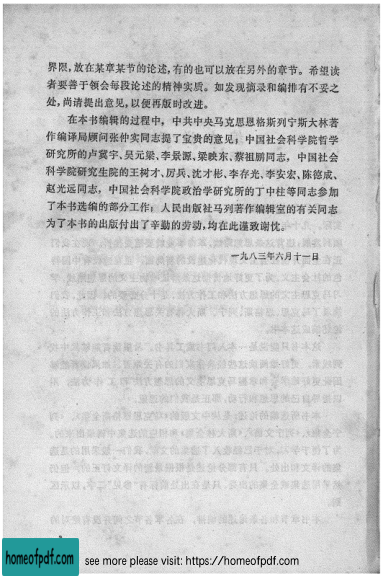 界限，放在某章某节的论述，有的也可以放在另外的章节。希望读
者要善于领会每段论述的精神实质。如发现摘录和编排有不妥之
处，尚请提出意见，以便再版时改进。
在本书编辑的过程中，中共中央马克思恩格斯列宁斯大林著
作编译局顾问张仲实同志提了宝贵的意见；中国社会科学院哲学
研究所的卢冀宇、吴元梁、李景源、梁映东、蔡祖鹏同志，中国社会
科学院研究生院的王树才、厉兵、沈才彬、李存光、李安宏、陈德成、
赵光远同志，中国社会科学院政治学研究所的丁中柱等同志参加
了本书选编的部分工作；人民出版社马列著作编辑室的有关同志
为了本书的出版付出了辛勤的劳动，均在此谨致谢忱。
一九八三年六月十一日
homeofpdf.com
see more please visit: https://homeofpdf.com